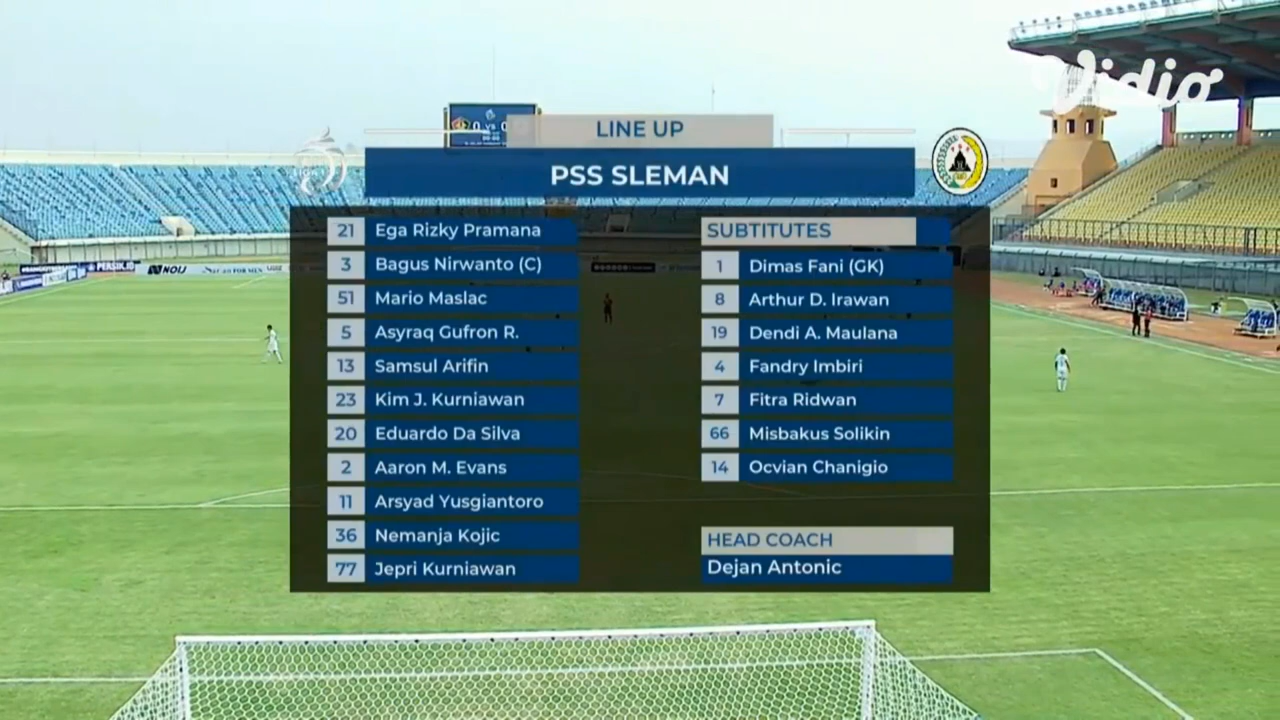 Vidio
0 VS 0
LINE UP
PSS SLEMAN
21 Ega Rizky Pramana
3 Bagus Nirwanto (C)
51 Mario Maslac
5 Asyraq Gufron R.
13 Samsul Arifin
23 Kim J. Kurniawan
20 Eduardo Da Silva
2 Aaron M. Evans
11 Arsyad Yusgiantoro
36 Nemanja Kojic
77 Jepri Kurniawan
SUBTITUTES
1 Dimas Fani (GK)
8 Arthur D. Irawan
19 Dendi A. Maulana
4 Fandry Imbiri
7 Fitra Ridwan
66 Misbakus Solikin
14 Ocvian Chanigio
HEAD COACH
Dejan Antonic